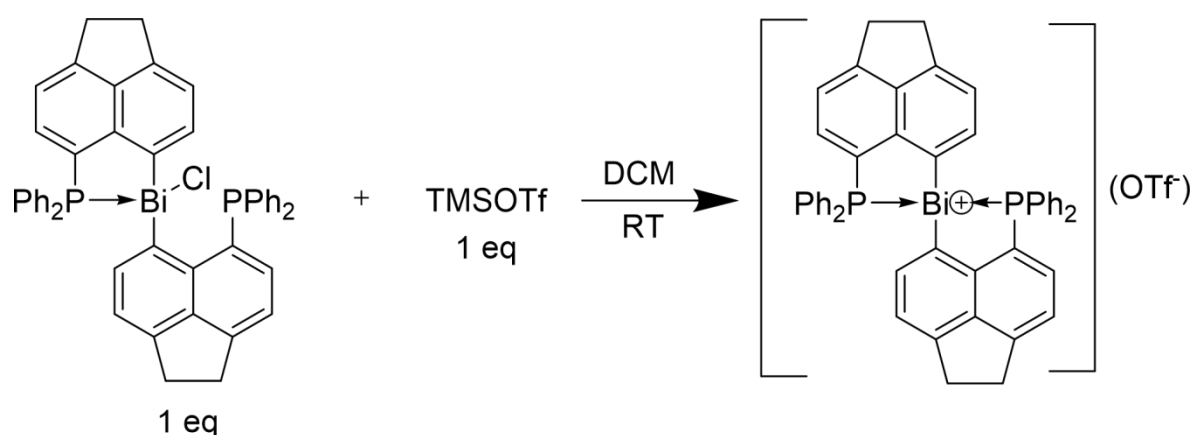 Ph₂P Bi Cl PPh₂
1 eq
+
TMSOTf
1 eq
DCM
RT
Ph₂P Bi⊕ PPh₂
(OTf⁻)